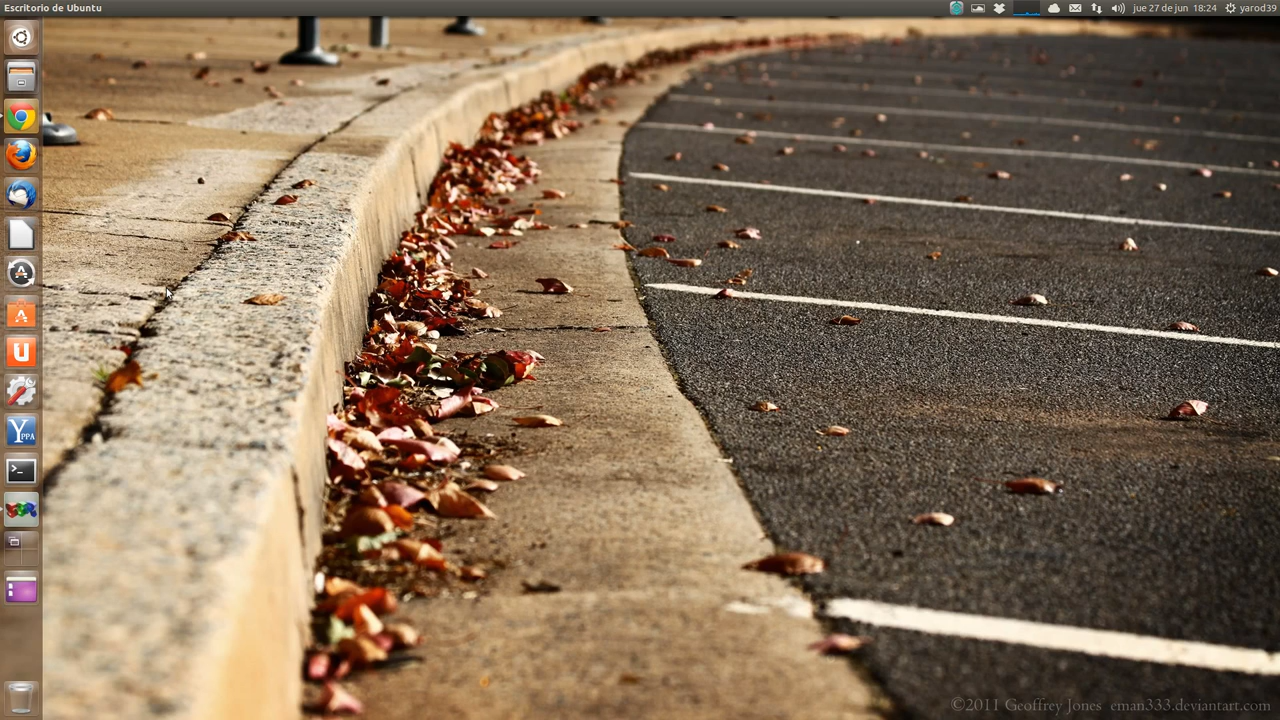 Escritorio de Ubuntu
jue 27 de jun 18:24 yarod39
U
Y PPA
©2011 Geoffrey Jones eman333.deviantart.com